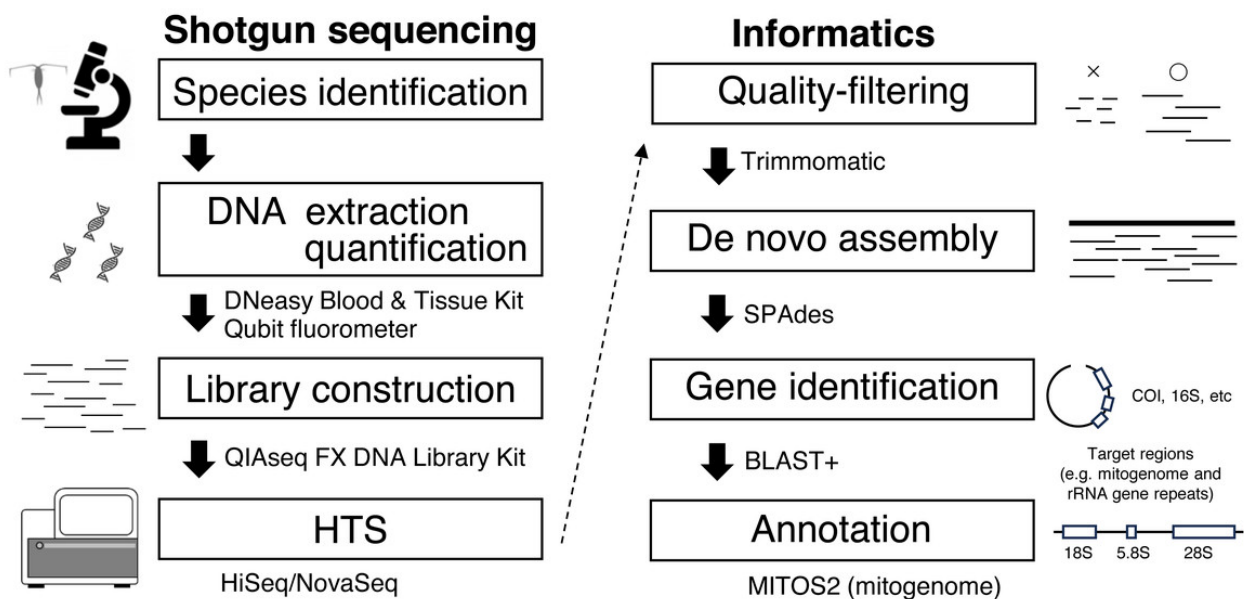 Shotgun sequencing
Species identification
DNA extraction
quantification
DNeasy Blood & Tissue Kit
Qubit fluorometer
Library construction
QIAseq FX DNA Library Kit
HTS
HiSeq/NovaSeq
Informatics
Quality-filtering
Trimmomatic
De novo assembly
SPAdes
Gene identification
COI, 16S, etc
BLAST+
Target regions
(e.g. mitogenome and
rRNA gene repeats)
Annotation
18S 5.8S 28S
MITOS2 (mitogenome)